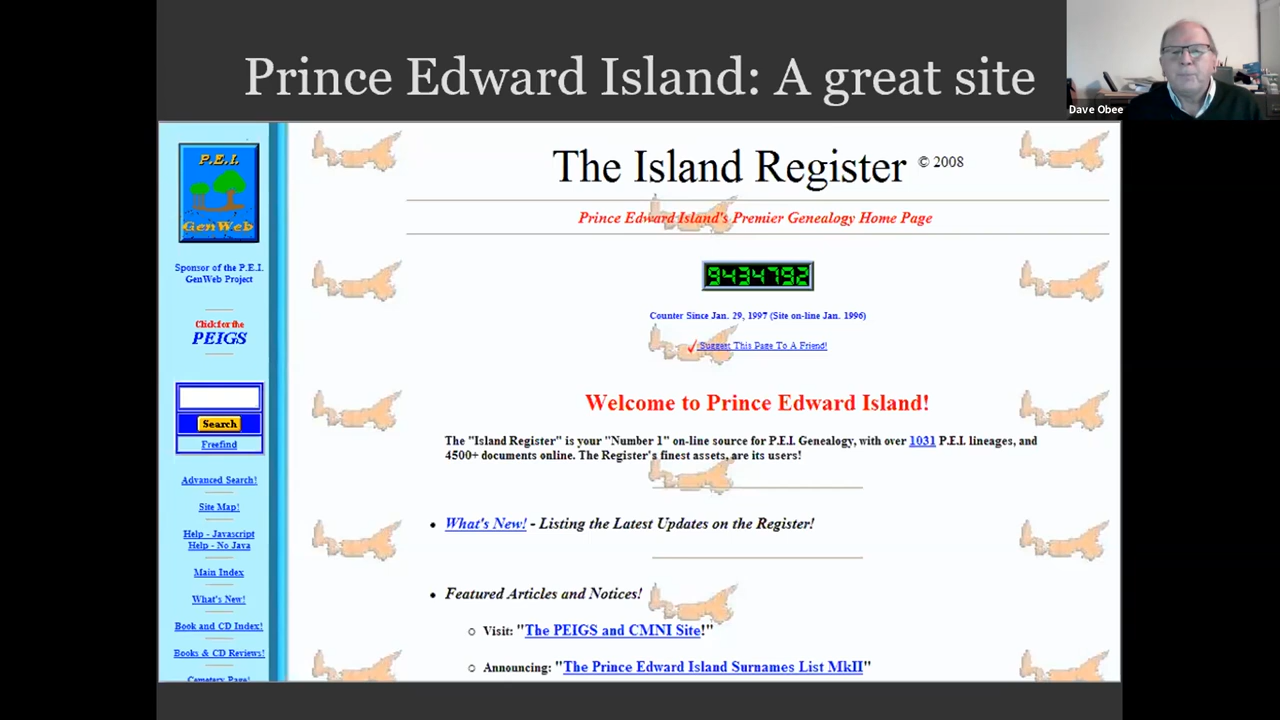 Prince Edward Island: A great site
Dave Obee
P.E.I.
GenWeb
Sponsor of the P.E.I.
GenWeb Project
Click for the
PEIGS
Search
Freefind
Advanced Search!
Site Map!
Help - Javascript
Help - No Java
Main Index
What's New!
Book and CD Index!
Books & CD Reviews!
Cemetery Page!
The Island Register © 2008
Prince Edward Island's Premier Genealogy Home Page
9434792
Counter Since Jan. 29, 1997 (Site on-line Jan. 1996)
Suggest This Page To A Friend!
Welcome to Prince Edward Island!
The "Island Register" is your "Number 1" on-line source for P.E.I. Genealogy, with over 1031 P.E.I. lineages, and
4500+ documents online. The Register's finest assets, are its users!
• What's New! - Listing the Latest Updates on the Register!
• Featured Articles and Notices!
○ Visit: "The PEIGS and CMNI Site!"
○ Announcing: "The Prince Edward Island Surnames List MkII"